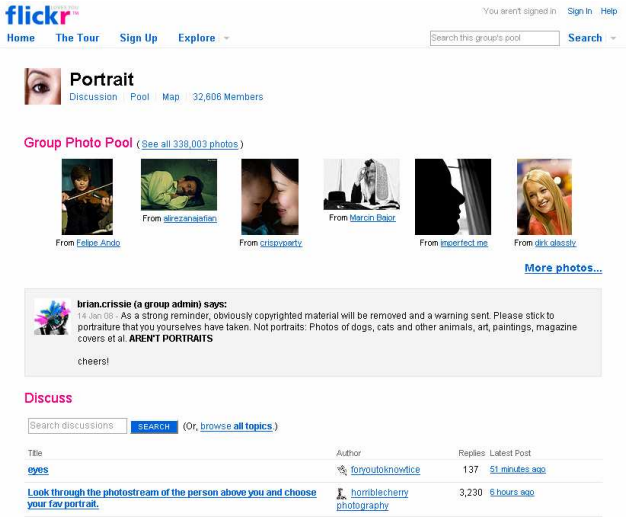 flickr
You aren't signed in Sign In Help
Home The Tour Sign Up Explore
Search this group's pool Search
Portrait
Discussion Pool Map 32,606 Members
Group Photo Pool ( See all 338,003 photos )
From Felipe Ando
From alirezanajafian
From crispyparty
From Marcin Bajor
From imperfect me
From dirk glassly
More photos...
brian.crissie (a group admin) says:
14 Jan 08 - As a strong reminder, obviously copyrighted material will be removed and a warning sent. Please stick to
portraiture that you yourselves have taken. Not portraits: Photos of dogs, cats and other animals, art, paintings, magazine
covers et al. AREN'T PORTRAITS
cheers!
Discuss
Search discussions SEARCH (Or, browse all topics.)
Title Author Replies Latest Post
eyes foryoutoknowtice 137 51 minutes ago
Look through the photostream of the person above you and choose
your fav portrait.
horriblecherry
photography
3,230 6 hours ago